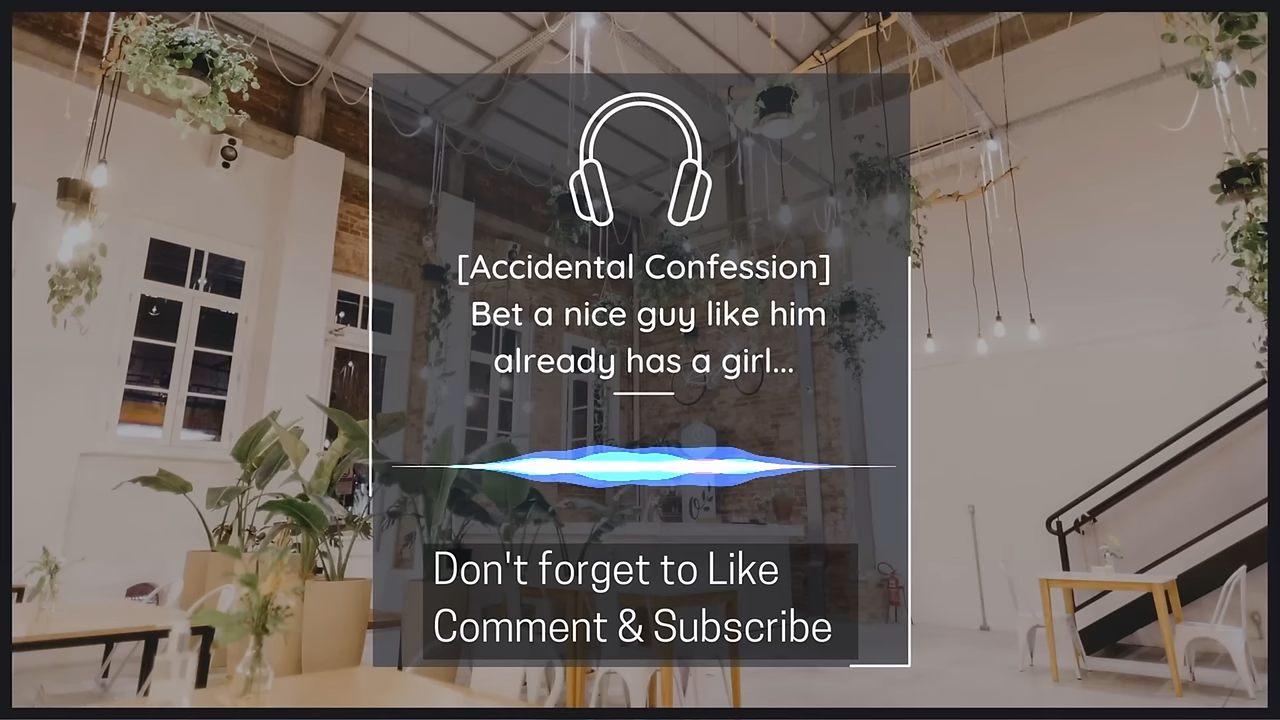 [Accidental Confession]
Bet a nice guy like him
already has a girl...
Don't forget to Like
Comment & Subscribe